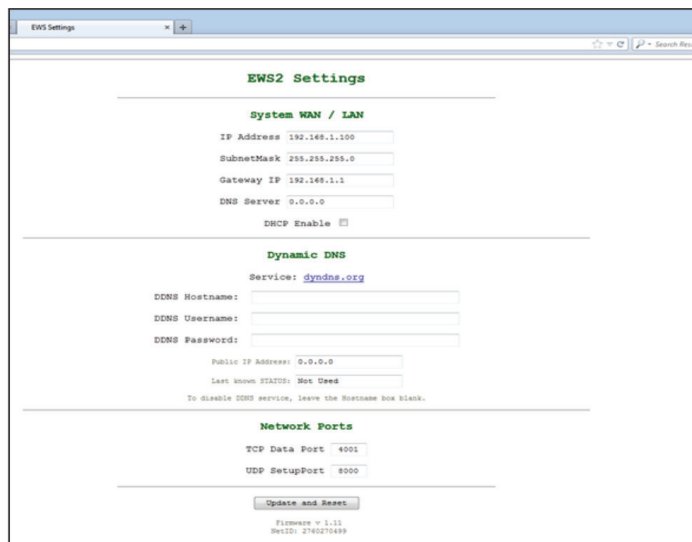 EWS Settings
Search Res
EWS2 Settings
System WAN / LAN
IP Address 192.168.1.100
SubnetMask 255.255.255.0
Gateway IP 192.168.1.1
DNS Server 0.0.0.0
DHCP Enable
Dynamic DNS
Service: dyndns.org
DDNS Hostname:
DDNS Username:
DDNS Password:
Public IP Address: 0.0.0.0
Last known STATUS: Not Used
To disable DDNS service, leave the Hostname box blank.
Network Ports
TCP Data Port 4001
UDP SetupPort 8000
Update and Reset
Firmware v 1.11
NetID: 2760270499